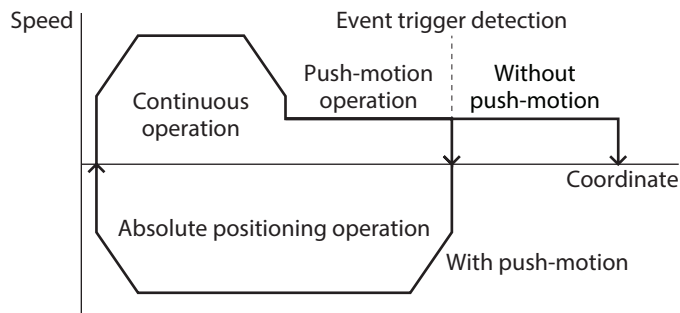 Speed
Event trigger detection
Push-motion
operation
Without
push-motion
Continuous
operation
Coordinate
Absolute positioning operation
With push-motion